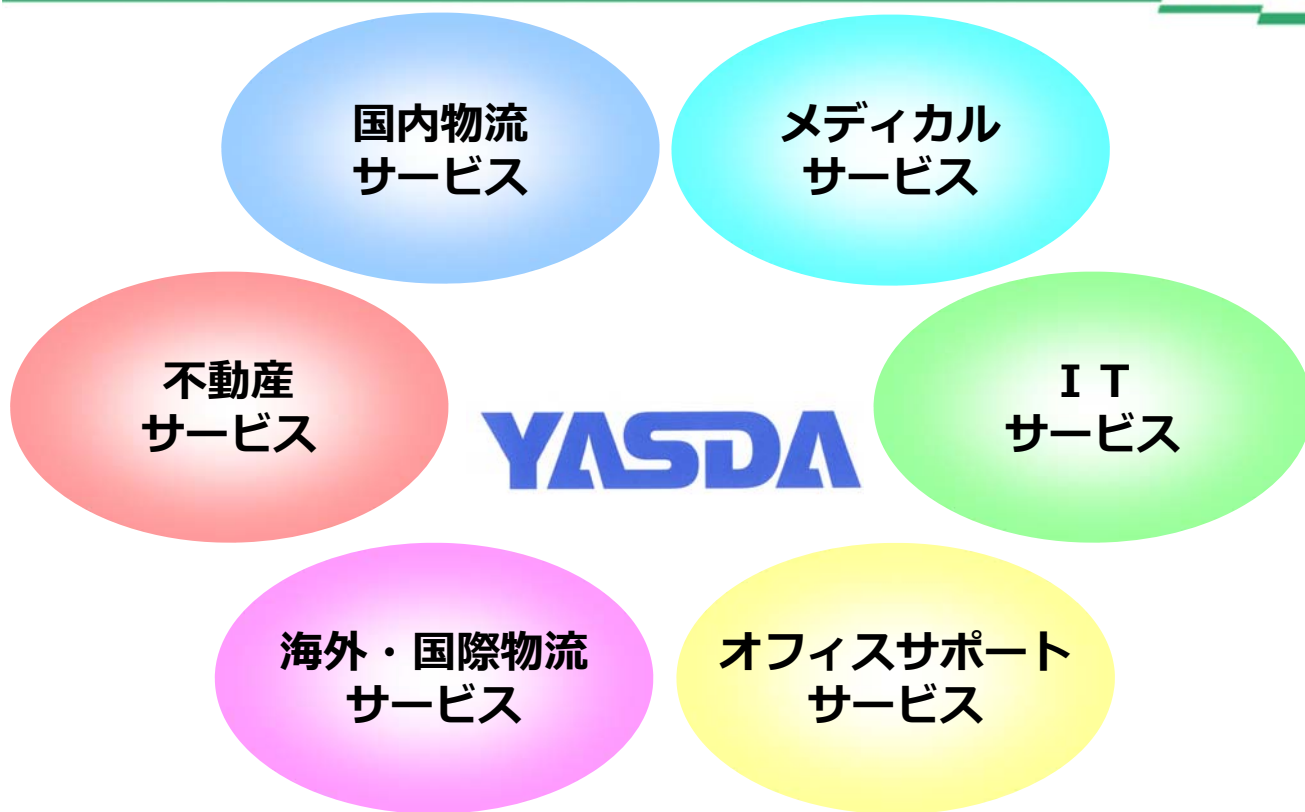 国内物流
サービス
メディカル
サービス
不動産
サービス
YASDA
ＩＴ
サービス
海外・国際物流
サービス
オフィスサポート
サービス